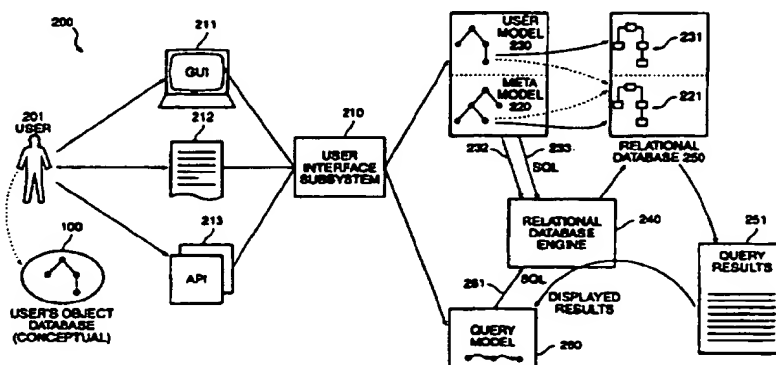 200
211
GUI
201
USER
212
213
API
100
USER'S OBJECT
DATABASE
(CONCEPTUAL)
210
USER
INTERFACE
SUBSYSTEM
USER
MODEL
230
META
MODEL
220
231
221
RELATIONAL
DATABASE 250
232
233
SQL
RELATIONAL
DATABASE
ENGINE
240
251
QUERY
RESULTS
261
SQL
DISPLAYED
RESULTS
QUERY
MODEL
260